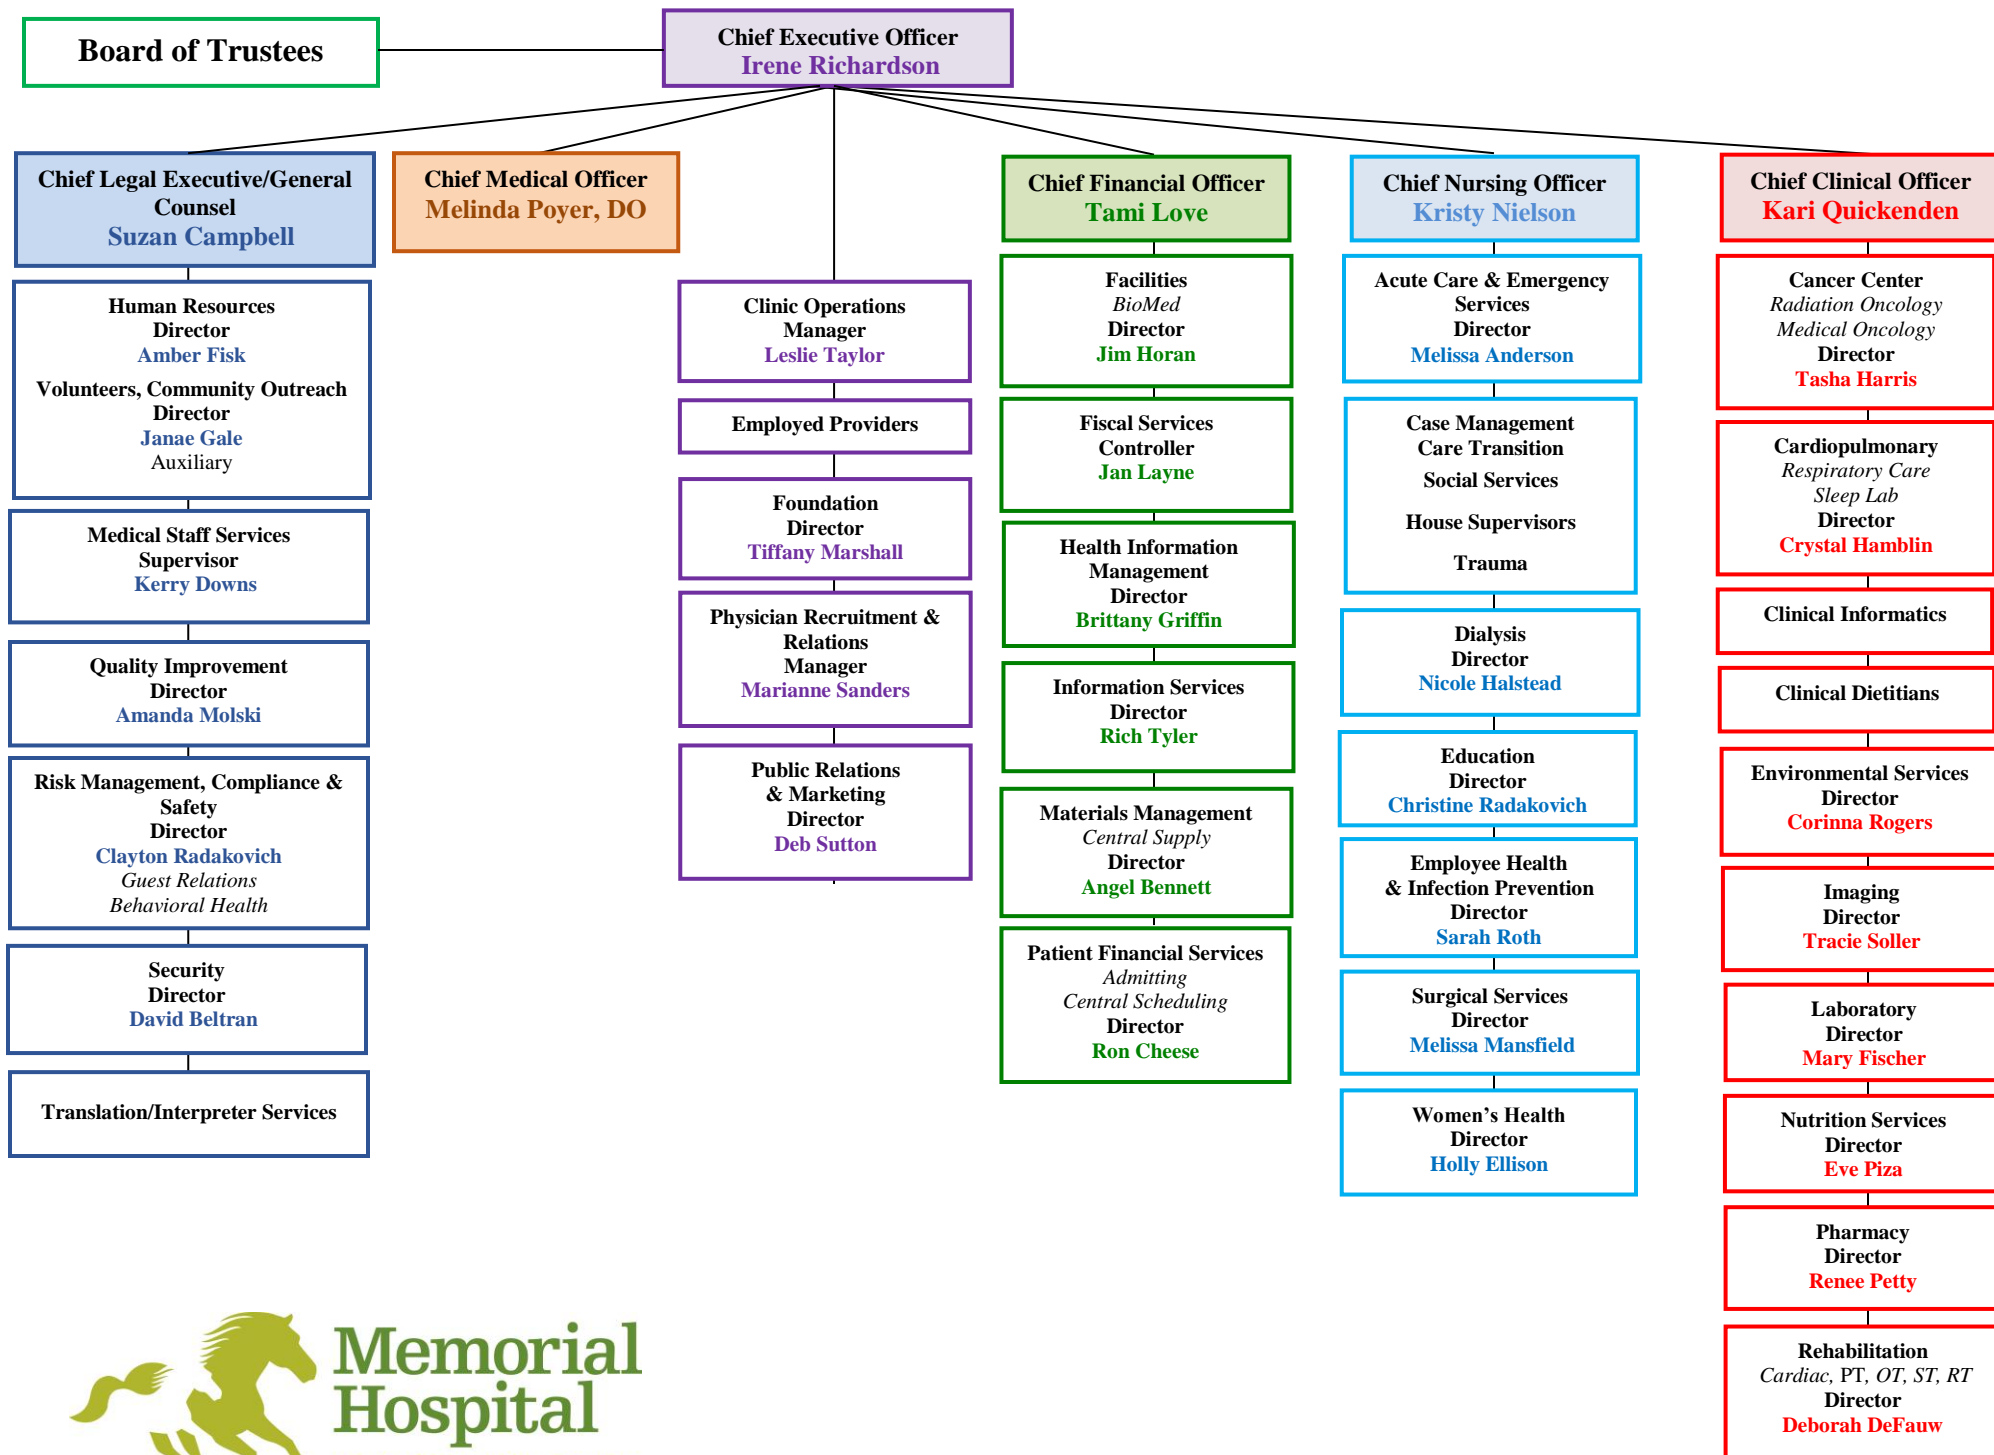 Board of Trustees
Chief Executive Officer
Irene Richardson
Chief Legal Executive/General
Counsel
Suzan Campbell
Human Resources
Director
Amber Fisk
Volunteers, Community Outreach
Director
Janae Gale
Auxiliary
Medical Staff Services
Supervisor
Kerry Downs
Quality Improvement
Director
Amanda Molski
Risk Management, Compliance &
Safety
Director
Clayton Radakovich
Guest Relations
Behavioral Health
Security
Director
David Beltran
Translation/Interpreter Services
Chief Medical Officer
Melinda Poyer, DO
Clinic Operations
Manager
Leslie Taylor
Employed Providers
Foundation
Director
Tiffany Marshall
Physician Recruitment &
Relations
Manager
Marianne Sanders
Public Relations
& Marketing
Director
Deb Sutton
Chief Financial Officer
Tami Love
Facilities
BioMed
Director
Jim Horan
Fiscal Services
Controller
Jan Layne
Health Information
Management
Director
Brittany Griffin
Information Services
Director
Rich Tyler
Materials Management
Central Supply
Director
Angel Bennett
Patient Financial Services
Admitting
Central Scheduling
Director
Ron Cheese
Chief Nursing Officer
Kristy Nielson
Acute Care & Emergency
Services
Director
Melissa Anderson
Case Management
Care Transition
Social Services
House Supervisors
Trauma
Dialysis
Director
Nicole Halstead
Education
Director
Christine Radakovich
Employee Health
& Infection Prevention
Director
Sarah Roth
Surgical Services
Director
Melissa Mansfield
Women’s Health
Director
Holly Ellison
Chief Clinical Officer
Kari Quickenden
Cancer Center
Radiation Oncology
Medical Oncology
Director
Tasha Harris
Cardiopulmonary
Respiratory Care
Sleep Lab
Director
Crystal Hamblin
Clinical Informatics
Clinical Dietitians
Environmental Services
Director
Corinna Rogers
Imaging
Director
Tracie Soller
Laboratory
Director
Mary Fischer
Nutrition Services
Director
Eve Piza
Pharmacy
Director
Renee Petty
Rehabilitation
Cardiac, PT, OT, ST, RT
Director
Deborah DeFauw
Memorial
Hospital